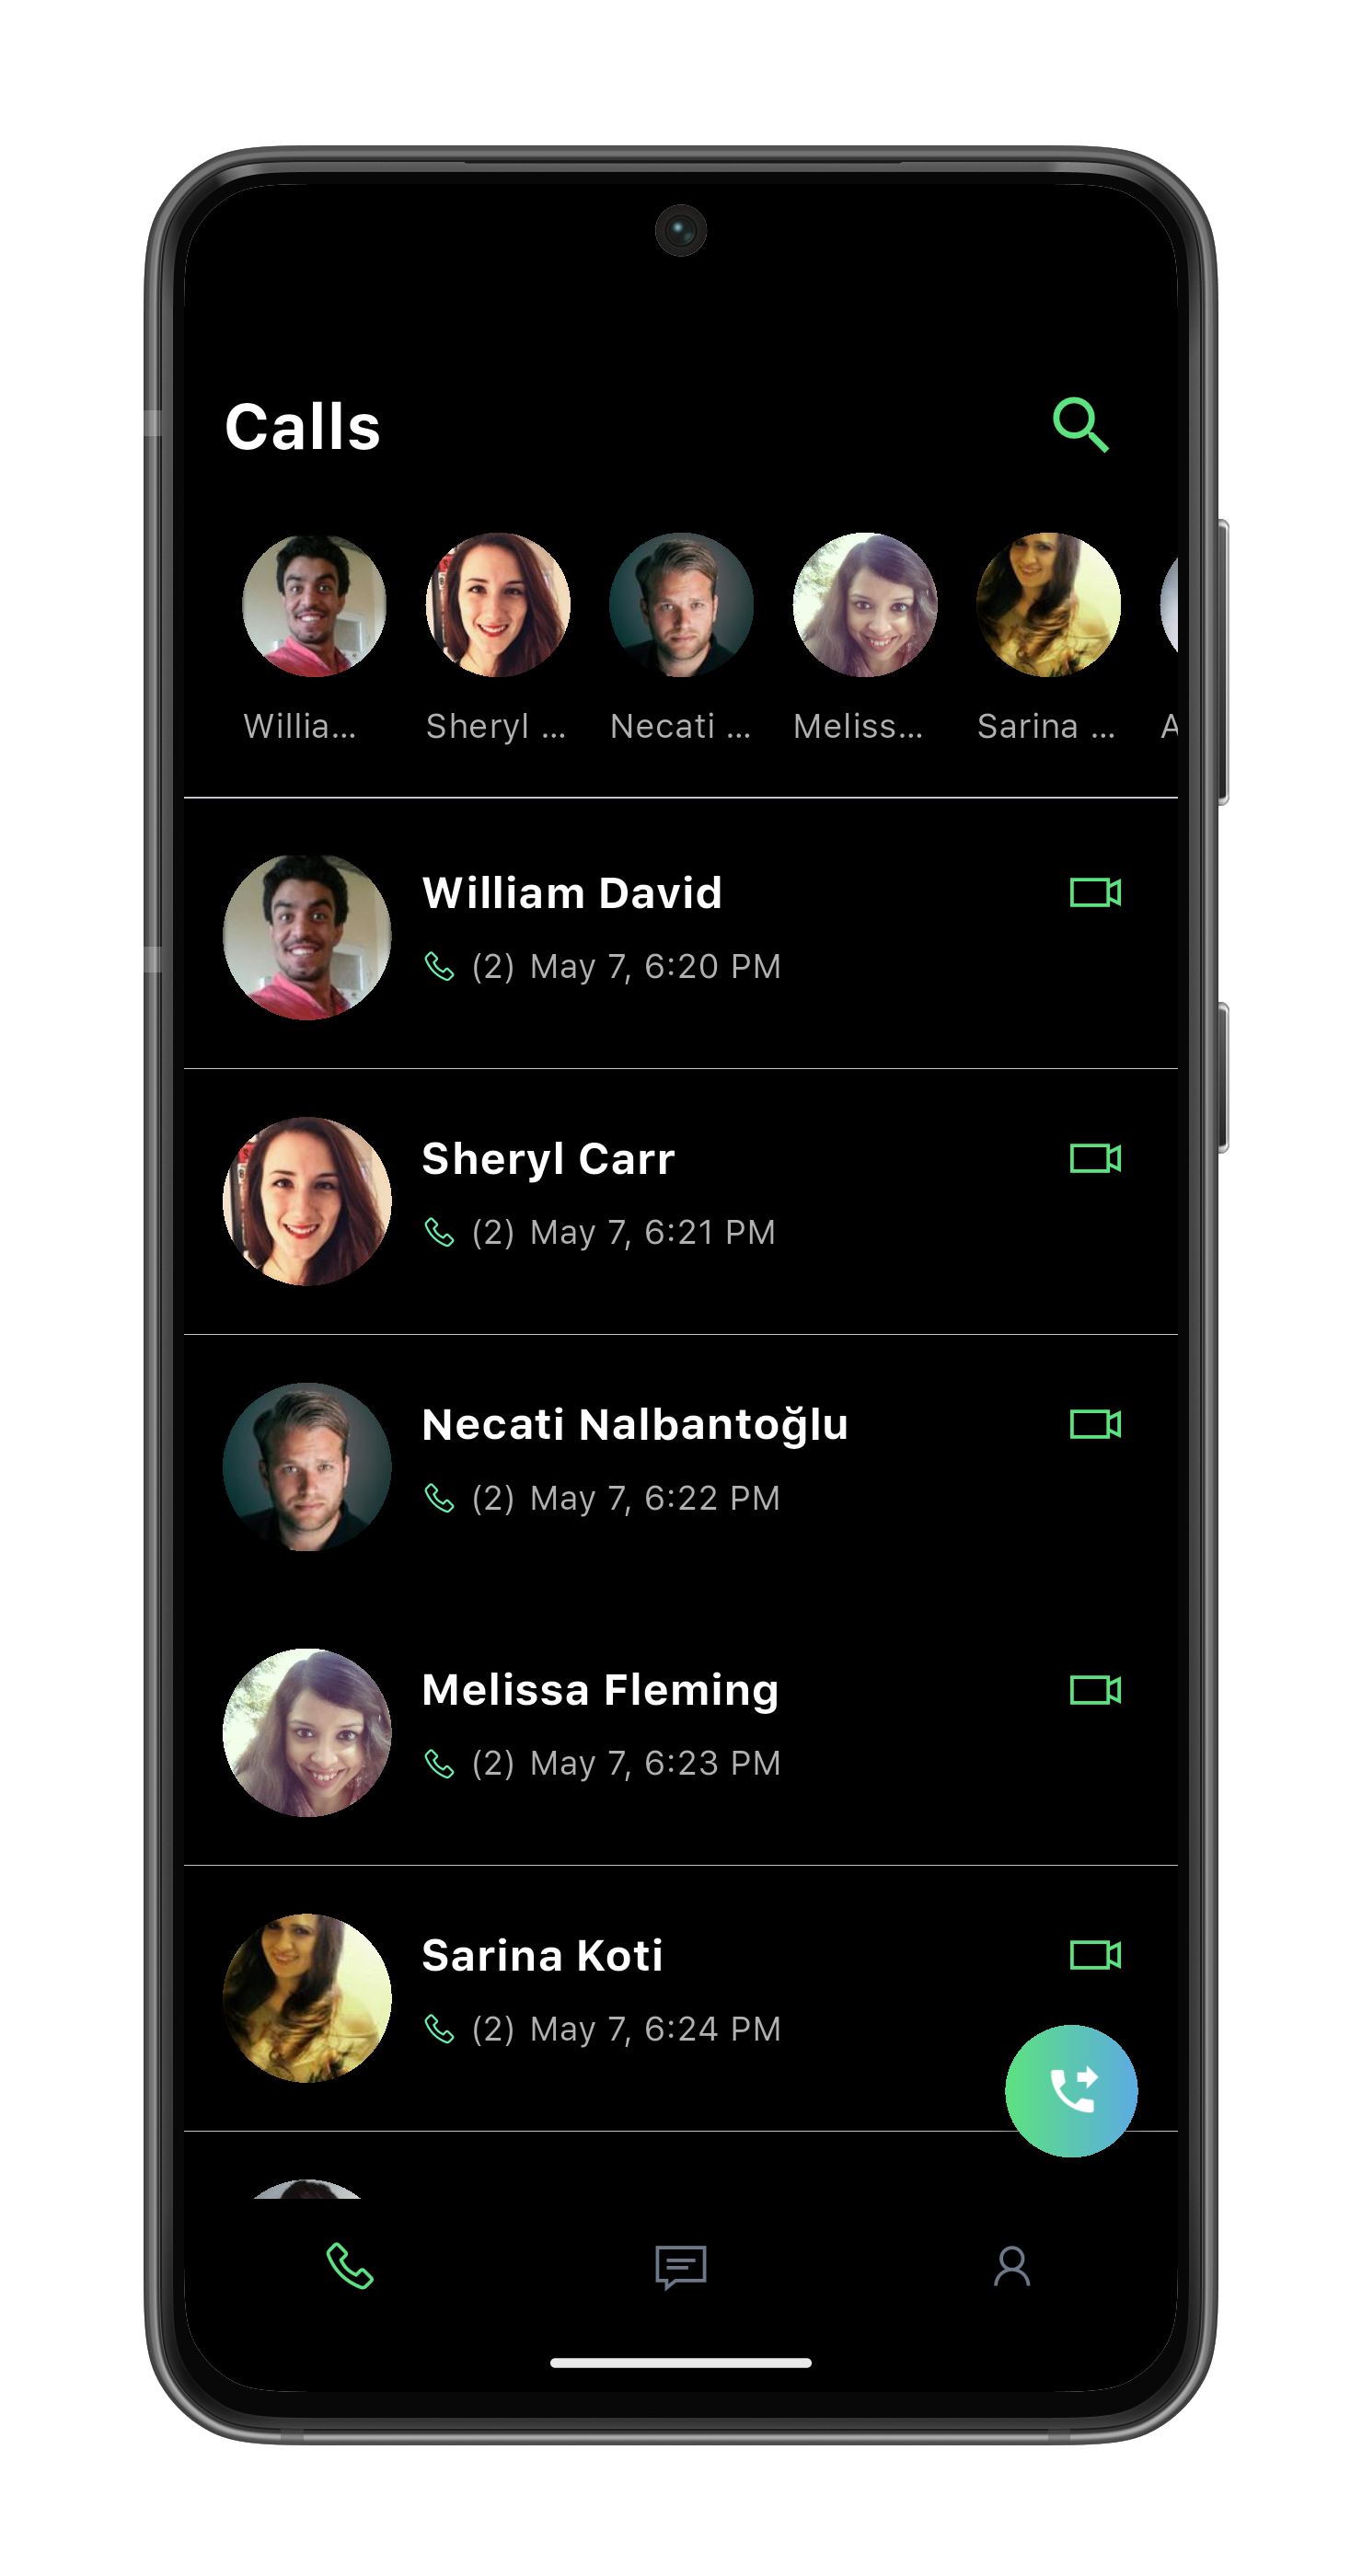 Calls
Willia...
Sheryl ...
Necati ...
Meliss...
Sarina ...
A
William David
(2) May 7, 6:20 PM
Sheryl Carr
(2) May 7, 6:21 PM
Necati Nalbantoğlu
(2) May 7, 6:22 PM
Melissa Fleming
(2) May 7, 6:23 PM
Sarina Koti
(2) May 7, 6:24 PM